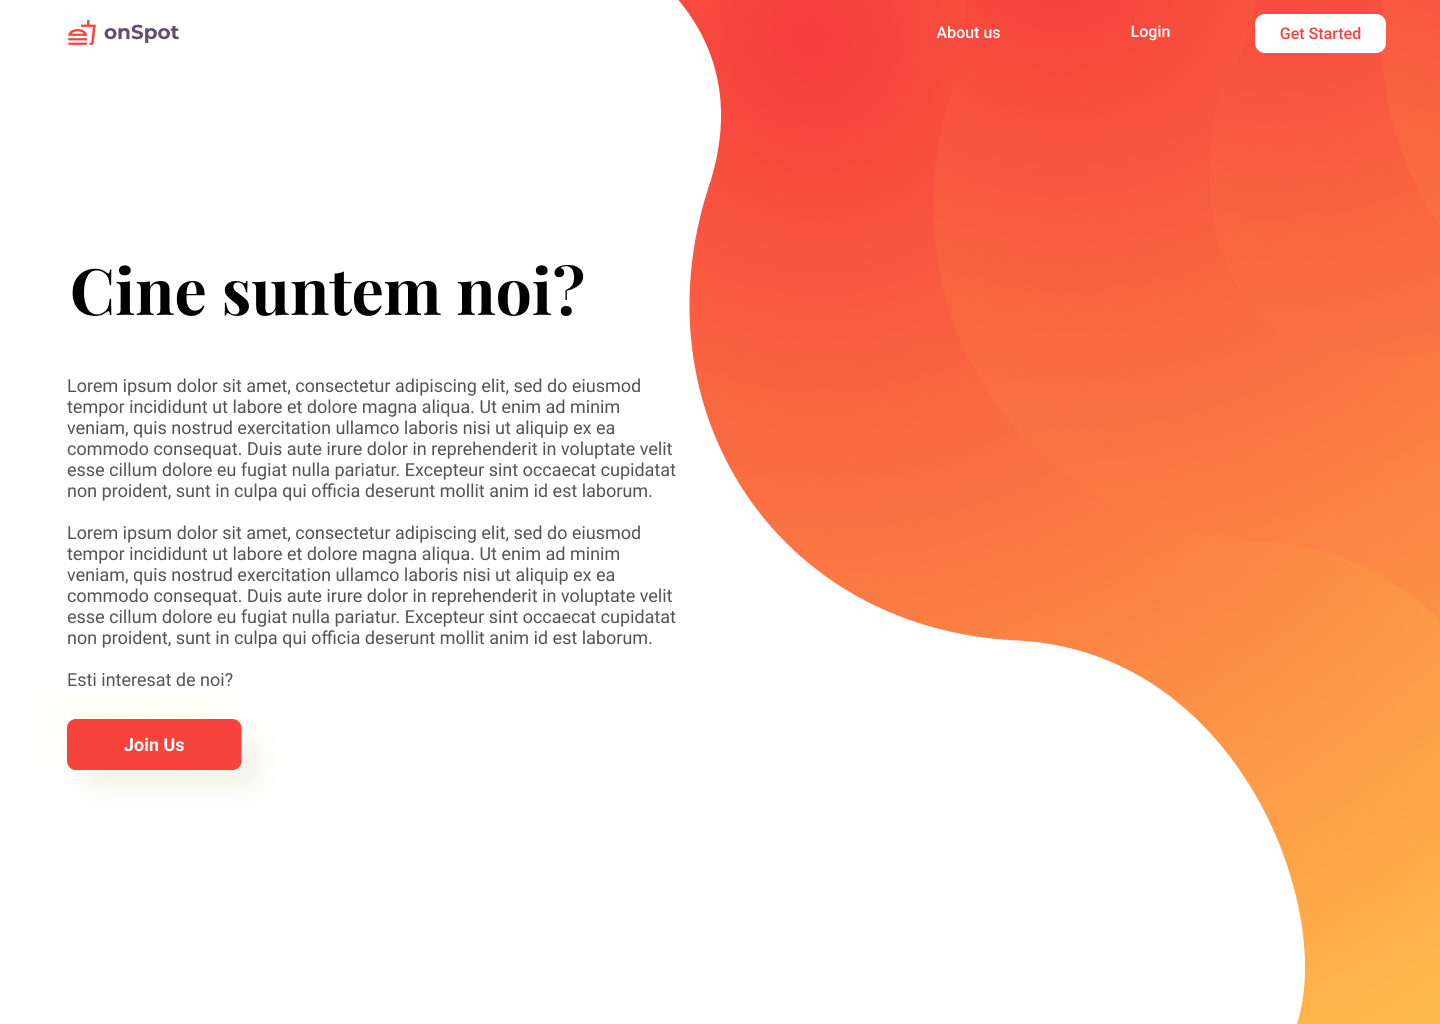 onSpot
About us
Login
Get Started
Cine suntem noi?
Lorem ipsum dolor sit amet, consectetur adipiscing elit, sed do eiusmod
tempor incididunt ut labore et dolore magna aliqua. Ut enim ad minim
veniam, quis nostrud exercitation ullamco laboris nisi ut aliquip ex ea
commodo consequat. Duis aute irure dolor in reprehenderit in voluptate velit
esse cillum dolore eu fugiat nulla pariatur. Excepteur sint occaecat cupidatat
non proident, sunt in culpa qui officia deserunt mollit anim id est laborum.
Lorem ipsum dolor sit amet, consectetur adipiscing elit, sed do eiusmod
tempor incididunt ut labore et dolore magna aliqua. Ut enim ad minim
veniam, quis nostrud exercitation ullamco laboris nisi ut aliquip ex ea
commodo consequat. Duis aute irure dolor in reprehenderit in voluptate velit
esse cillum dolore eu fugiat nulla pariatur. Excepteur sint occaecat cupidatat
non proident, sunt in culpa qui officia deserunt mollit anim id est laborum.
Esti interesat de noi?
Join Us